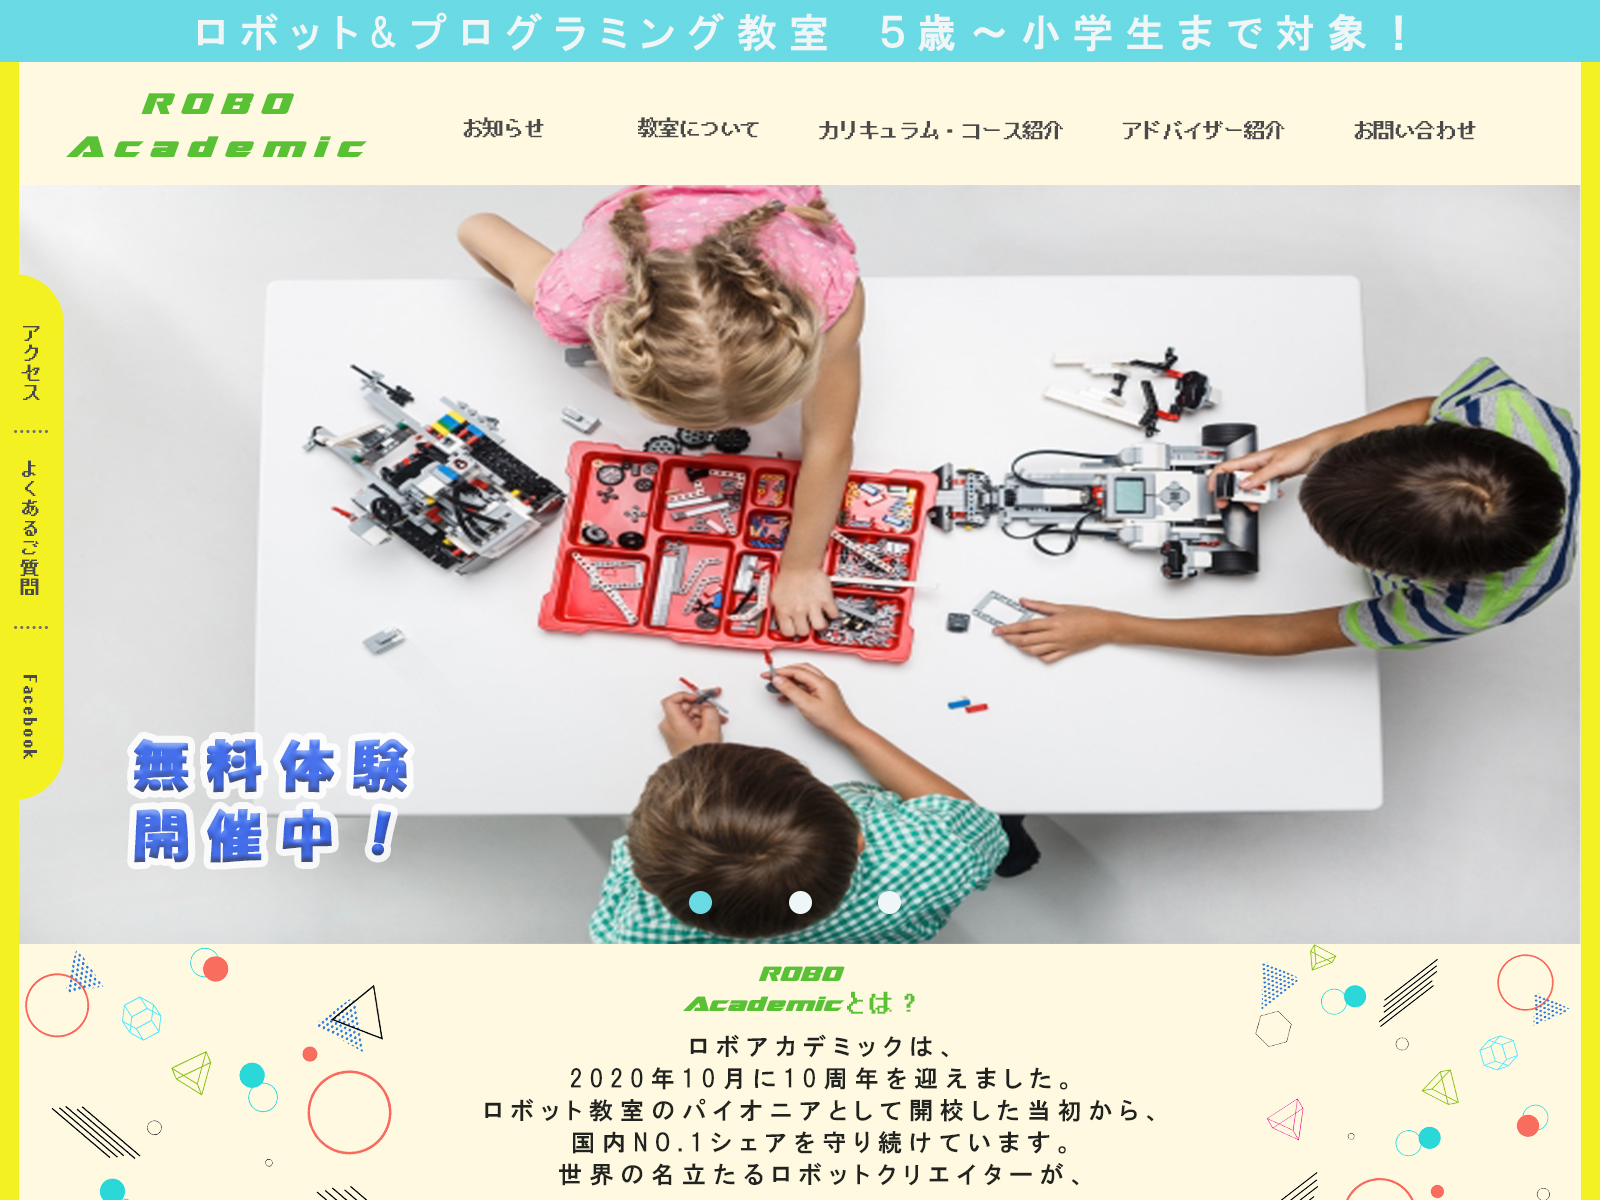 ロボット&プログラミング教室 5歳～小学生まで対象！
ROBO
Academic
お知らせ
教室について
カリキュラム・コース紹介
アドバイザー紹介
お問い合わせ
アクセス
よくあるご質問
Facebook
無料体験
開催中！
ROBO
Academicとは？
ロボアカデミックは、
2020年10月に10周年を迎えました。
ロボット教室のパイオニアとして開校した当初から、
国内NO.1シェアを守り続けています。
世界の名立たるロボットクリエイターが、